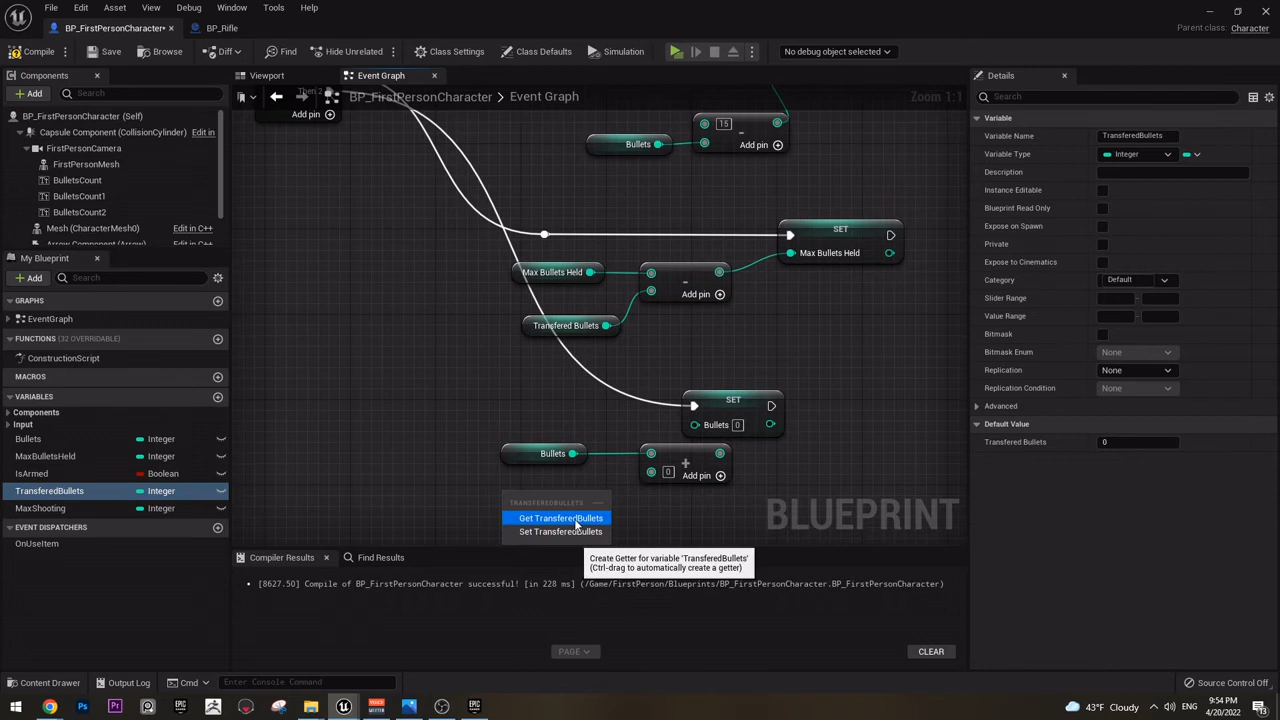 File Edit Asset View Debug Window Tools Help
BP_FirstPersonCharacter•
BP_Rifle
Parent class: Character
Compile
Save
Browse
Diff
Find
Hide Unrelated
Class Settings
Class Defaults
Simulation
No debug object selected
Components
Viewport
Event Graph
Details
Add
Search
BP_FirstPersonCharacter > Event Graph
Zoom 1:1
Search
BP_FirstPersonCharacter (Self)
Capsule Component (CollisionCylinder) Edit in
FirstPersonCamera
FirstPersonMesh
BulletsCount
BulletsCount1
BulletsCount2
Mesh (CharacterMesh0) Edit in C++
Arrow Component (Arrow) Edit in C++
My Blueprint
Add
Search
GRAPHS
EventGraph
FUNCTIONS (32 OVERRIDABLE)
ConstructionScript
MACROS
VARIABLES
Components
Input
Bullets Integer
MaxBulletsHeld Integer
IsArmed Boolean
TransferedBullets Integer
MaxShooting Integer
EVENT DISPATCHERS
OnUseItem
Then 2
Add pin
Bullets
15
-
Add pin
SET
Max Bullets Held
Max Bullets Held
-
Add pin
Transfered Bullets
SET
Bullets 0
Bullets
+
0
Add pin
TRANSFEREDBULLETS
Get TransferedBullets
Set TransferedBullets
BLUEPRINT
Create Getter for variable 'TransferedBullets'
(Ctrl-drag to automatically create a getter)
Compiler Results
Find Results
[8627.50] Compile of BP_FirstPersonCharacter successful! [in 228 ms] (/Game/FirstPerson/Blueprints/BP_FirstPersonCharacter.BP_FirstPersonCharacter)
PAGE
CLEAR
Variable
Variable Name TransferedBullets
Variable Type Integer
Description
Instance Editable
Blueprint Read Only
Expose on Spawn
Private
Expose to Cinematics
Category Default
Slider Range
Value Range
Bitmask
Bitmask Enum None
Replication None
Replication Condition None
Advanced
Default Value
Transfered Bullets 0
Content Drawer
Output Log
Cmd
Enter Console Command
Source Control Off
43°F Cloudy
9:54 PM
4/20/2022